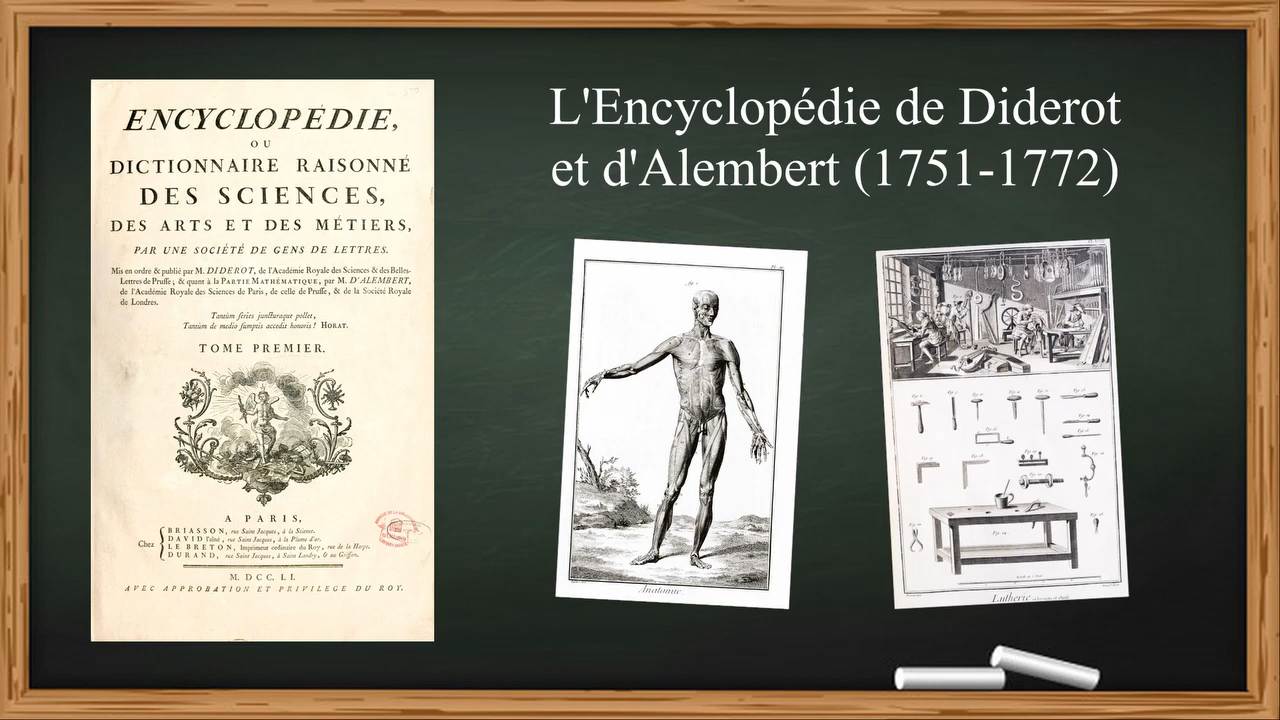 ENCYCLOPÉDIE,
OU
DICTIONNAIRE RAISONNÉ
DES SCIENCES,
DES ARTS ET DES MÉTIERS,
PAR UNE SOCIÉTÉ DE GENS DE LETTRES.
Mis en ordre & publié par M. DIDEROT, de l'Académie Royale des Sciences & des Belles-
Lettres de Prusse ; & quant à la PARTIE MATHÉMATIQUE, par M. D'ALEMBERT,
de l'Académie Royale des Sciences de Paris, de celle de Prusse, & de la Société Royale
de Londres.
Tantùm series juncturaque pollet,
Tantùm de medio sumptis accedit honoris ! HORAT.
TOME PREMIER.
A PARIS,
Chez
BRIASSON, rue Saint Jacques, à la Science.
DAVID l'aîné, rue Saint Jacques, à la Plume d'or.
LE BRETON, Imprimeur ordinaire du Roy, rue de la Harpe.
DURAND, rue Saint Jacques, à Saint Landry, & au Griffon.
M. DCC. LI.
AVEC APPROBATION ET PRIVILEGE DU ROY.
L'Encyclopédie de Diderot
et d'Alembert (1751-1772)
Anatomie.
Lutherie